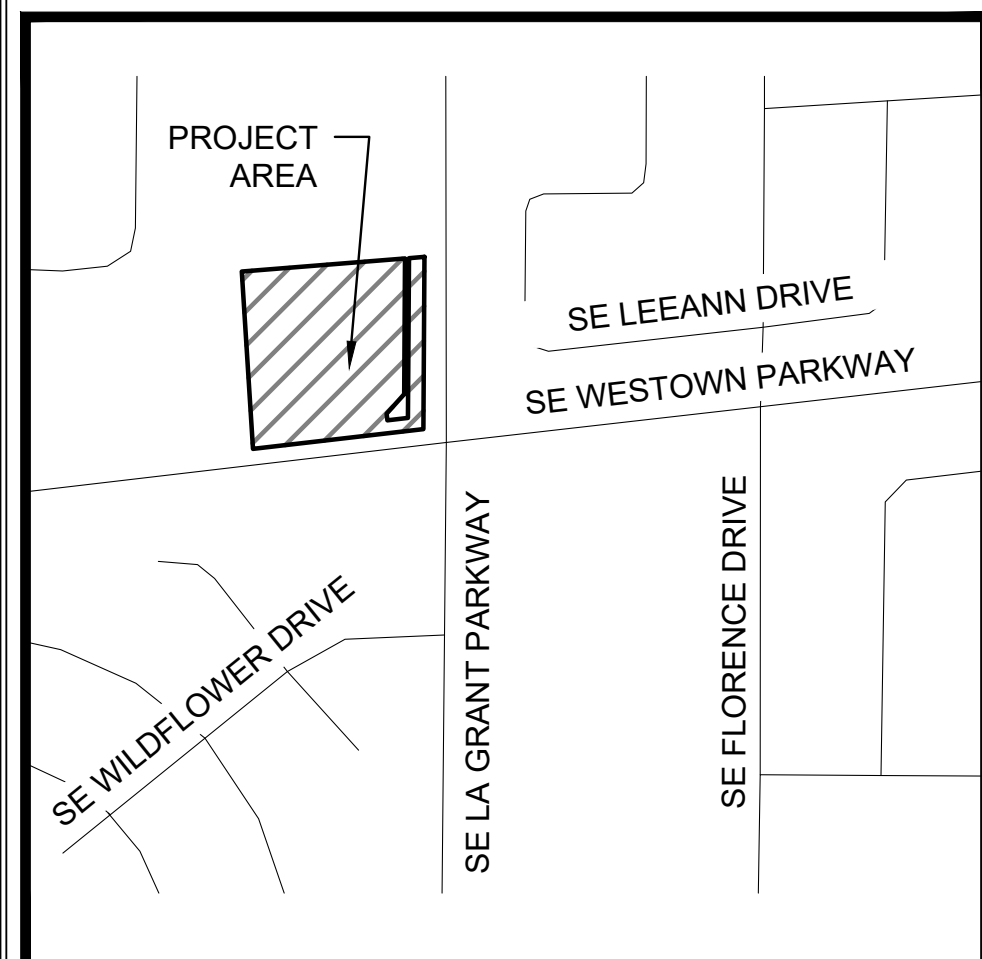 PROJECT
AREA
SE LEEANN DRIVE
SE WESTOWN PARKWAY
SE LA GRANT PARKWAY
SE FLORENCE DRIVE
SE WILDFLOWER DRIVE